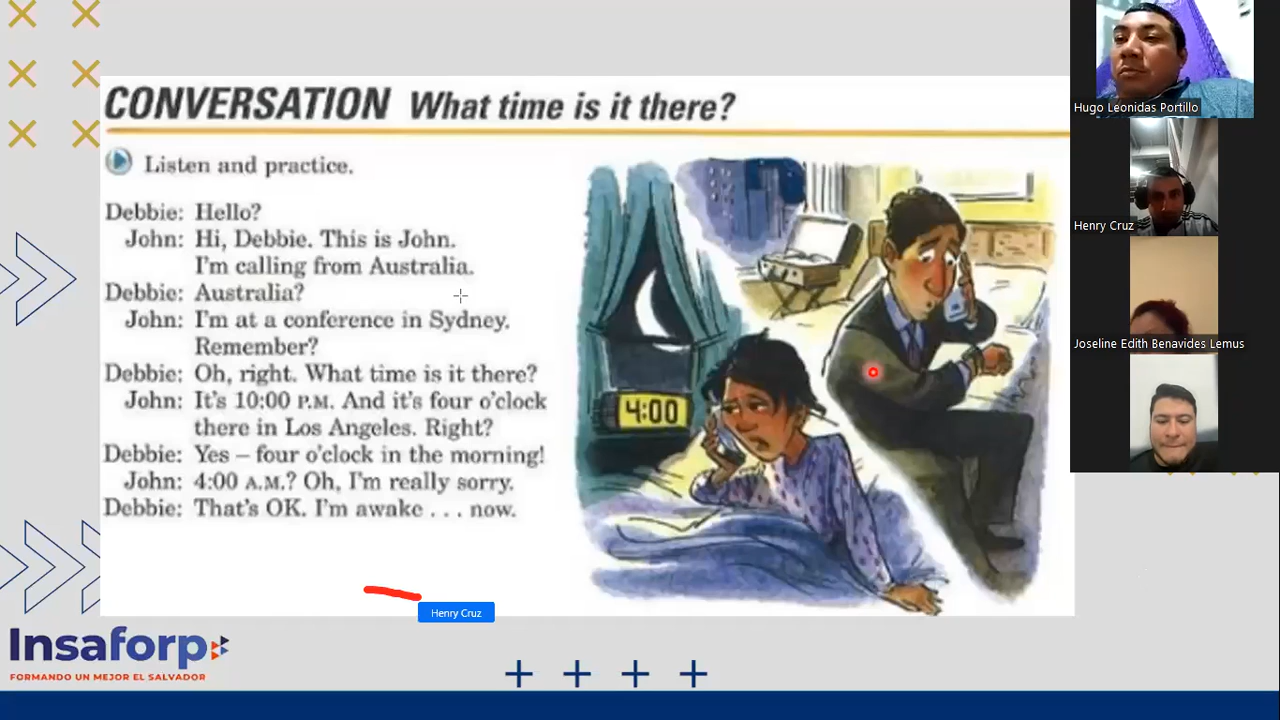 CONVERSATION What time is it there?
Listen and practice.
Debbie: Hello?
John: Hi, Debbie. This is John.
I'm calling from Australia.
Debbie: Australia?
John: I'm at a conference in Sydney.
Remember?
Debbie: Oh, right. What time is it there?
John: It's 10:00 P.M. And it's four o'clock
there in Los Angeles. Right?
Debbie: Yes – four o'clock in the morning!
John: 4:00 A.M.? Oh, I'm really sorry.
Debbie: That's OK. I'm awake . . . now.
4:00
Henry Cruz
Insaforp
FORMANDO UN MEJOR EL SALVADOR
Hugo Leonidas Portillo
Henry Cruz
Joseline Edith Benavides Lemus